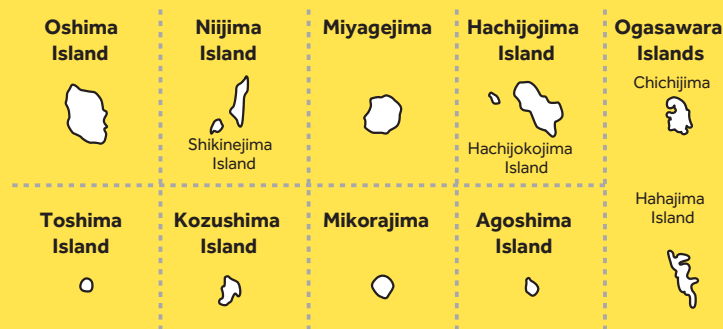 Oshima
Island
Niijima
Island
Shikinejima
Island
Miyagejima
Hachijojima
Island
Hachijokojima
Island
Ogasawara
Islands
Chichijima
Hahajima
Island
Toshima
Island
Kozushima
Island
Mikorajima
Agoshima
Island